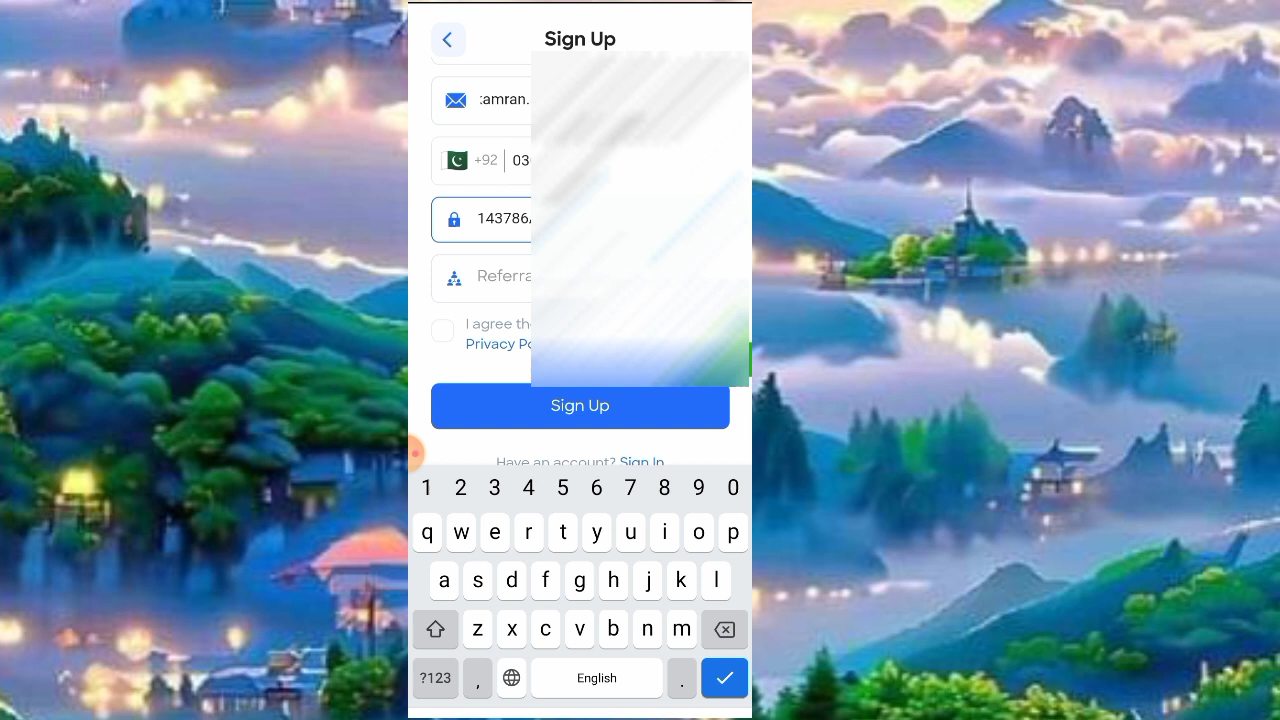 Sign Up
:amran.
+92 03
143786
Referra
I agree the
Privacy Po
Sign Up
Have an account? Sign In
1 2 3 4 5 6 7 8 9 0
q w e r t y u i o p
a s d f g h j k l
z x c v b n m
?123 , English .